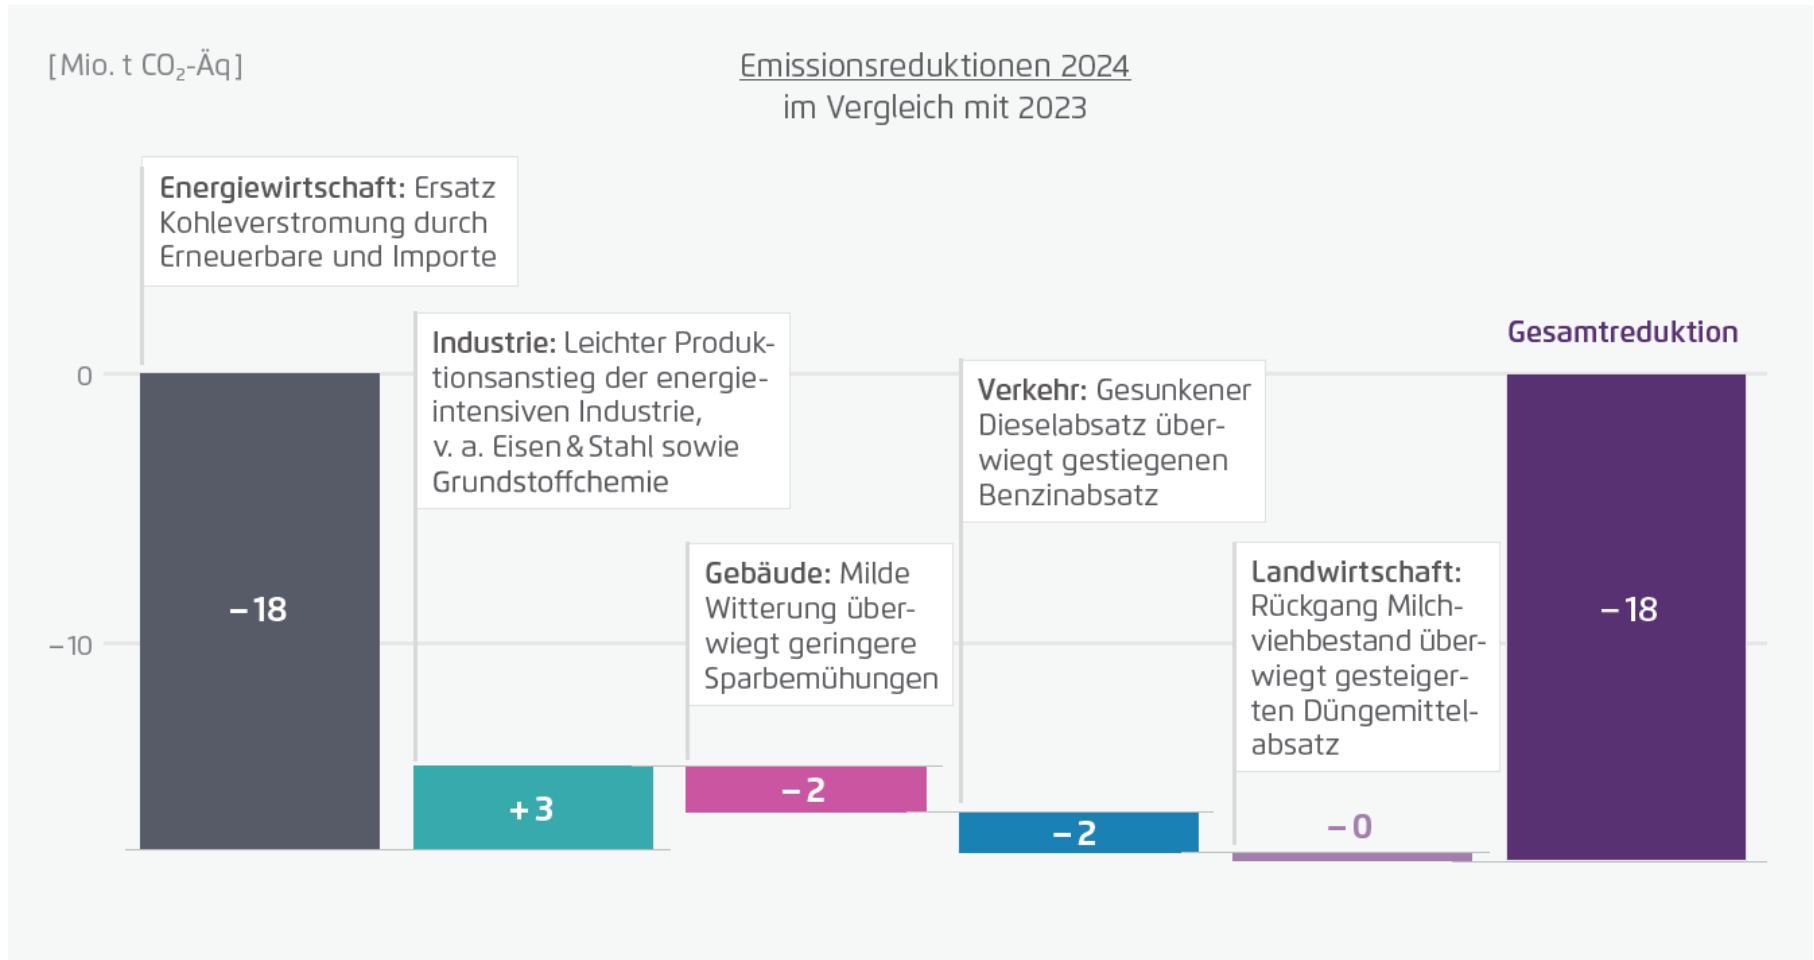 [Mio. t CO₂-Äq]
Emissionsreduktionen 2024
im Vergleich mit 2023
Energiewirtschaft: Ersatz
Kohleverstromung durch
Erneuerbare und Importe
Industrie: Leichter Produk-
tionsanstieg der energie-
intensiven Industrie,
v. a. Eisen & Stahl sowie
Grundstoffchemie
Gebäude: Milde
Witterung über-
wiegt geringere
Sparbemühungen
Verkehr: Gesunkener
Dieselabsatz über-
wiegt gestiegenen
Benzinabsatz
Landwirtschaft:
Rückgang Milch-
viehbestand über-
wiegt gesteiger-
ten Düngemittel-
absatz
Gesamtreduktion
0
–10
–18
+3
–2
–2
–0
–18